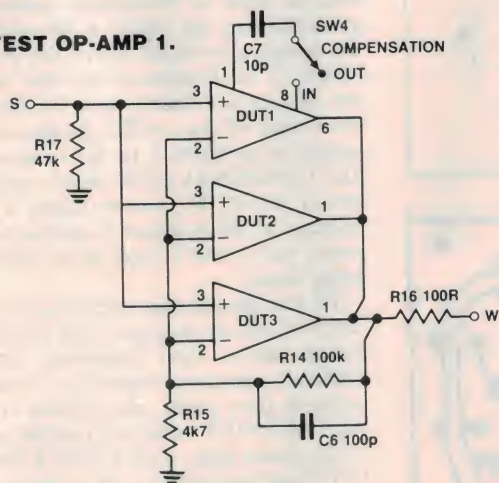 TEST OP-AMP 1.
C7
10p
SW4
COMPENSATION
OUT
1
8
IN
S
3
+
DUT1
6
2
−
R17
47k
3
+
DUT2
1
2
−
3
+
DUT3
1
2
−
R16 100R
W
R14 100k
R15
4k7
C6 100p